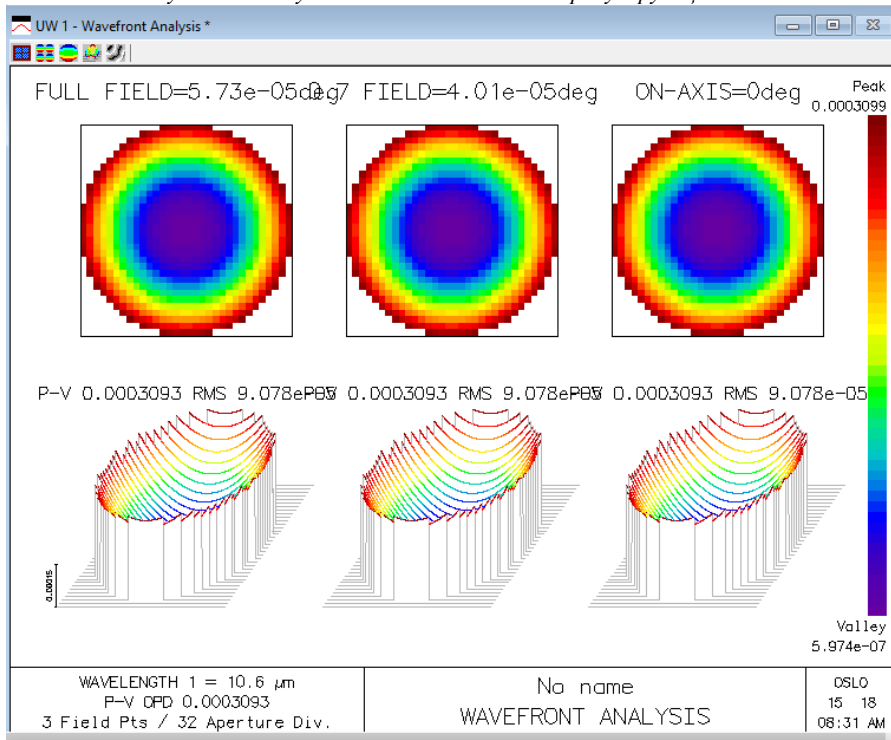 UW 1 - Wavefront Analysis *
FULL FIELD=5.73e-05deg
0.7 FIELD=4.01e-05deg
ON-AXIS=0deg
Peak
0.0003099
P-V 0.0003093 RMS 9.078e-05
P-V 0.0003093 RMS 9.078e-05
P-V 0.0003093 RMS 9.078e-05
0.00015
Valley
5.974e-07
WAVELENGTH 1 = 10.6 µm
P-V OPD 0.0003093
3 Field Pts / 32 Aperture Div.
No name
WAVEFRONT ANALYSIS
OSLO
15 18
08:31 AM